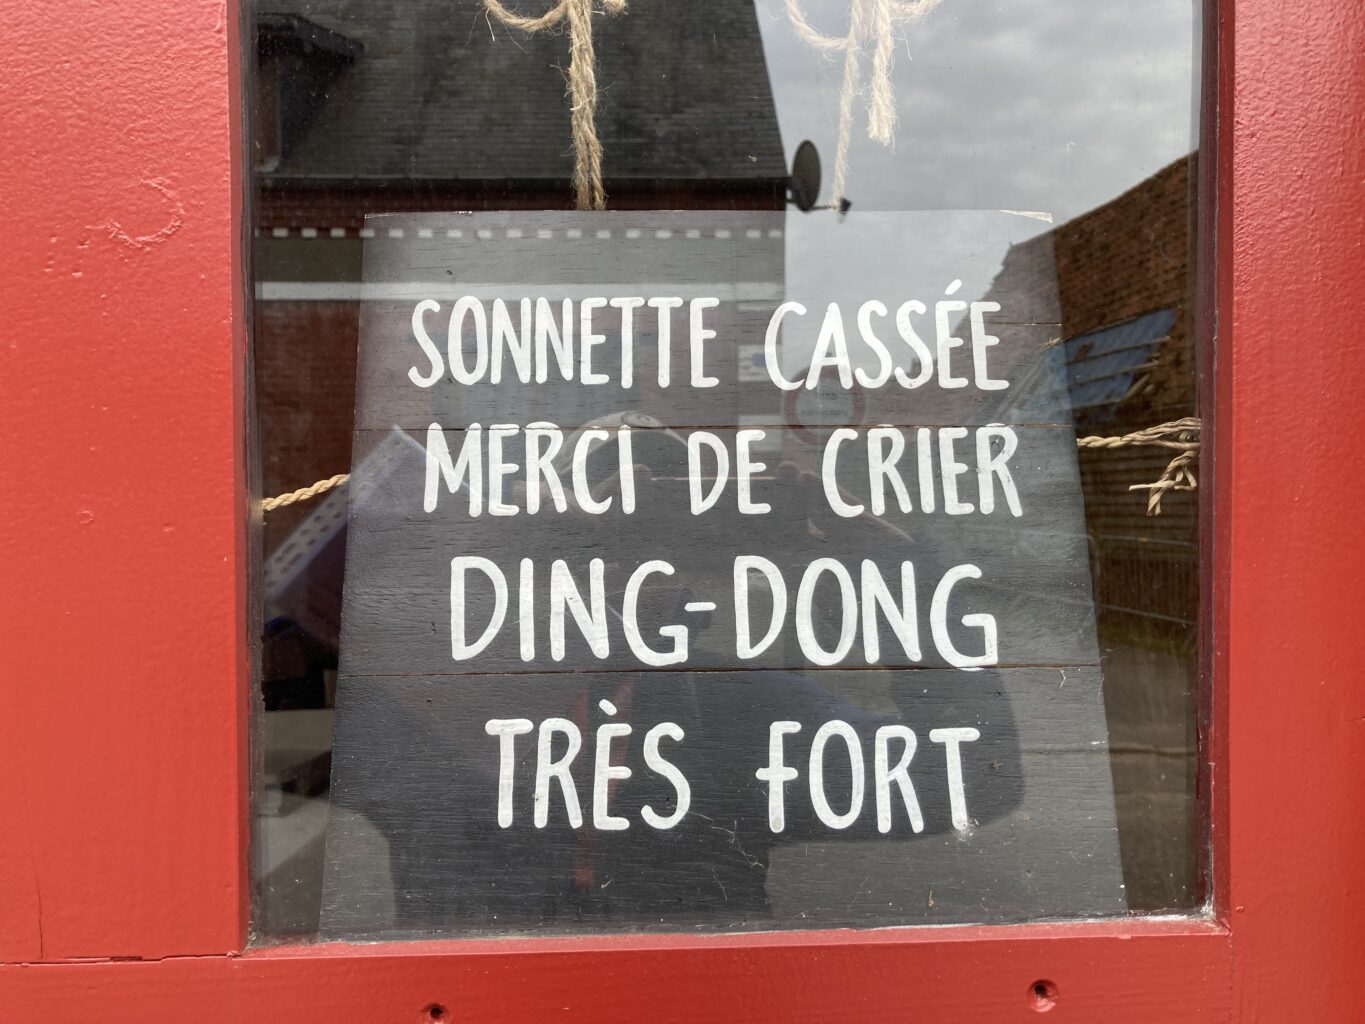 SONNETTE CASSÉE
MERCI DE CRIER
DING-DONG
TRÈS FORT